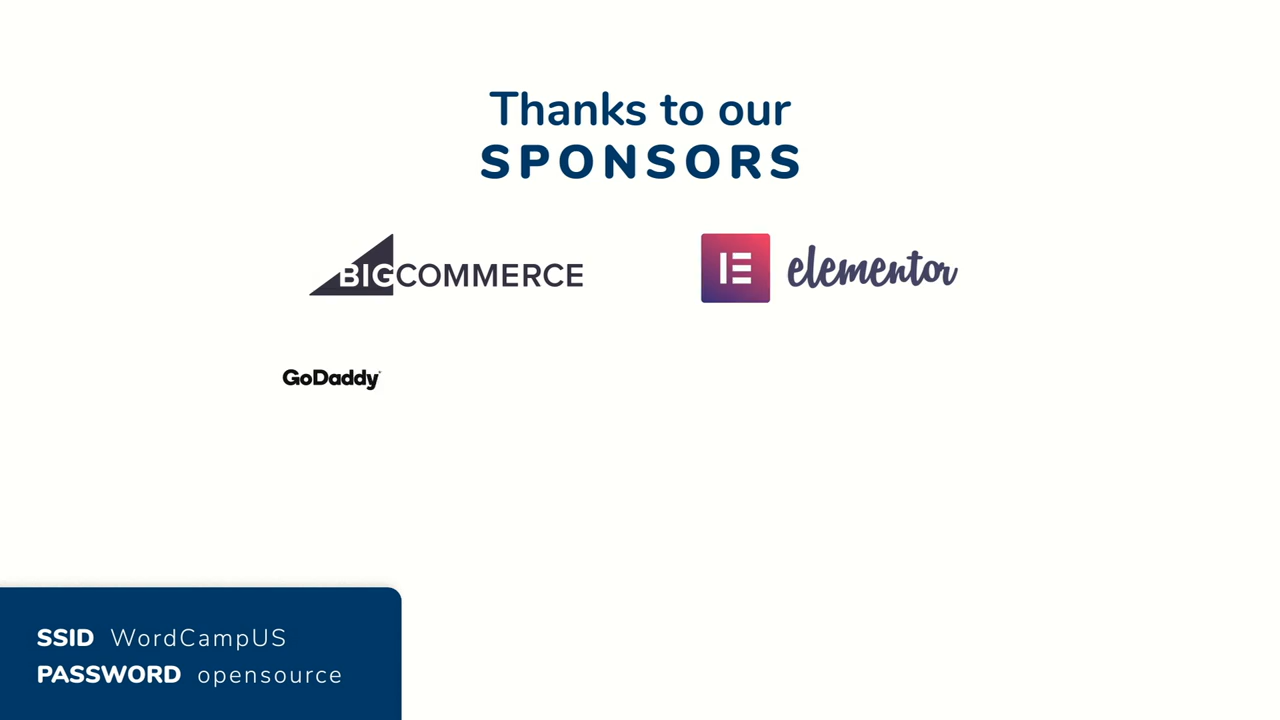 Thanks to our
SPONSORS
BIGCOMMERCE
elementor
GoDaddy
SSID WordCampUS
PASSWORD opensource